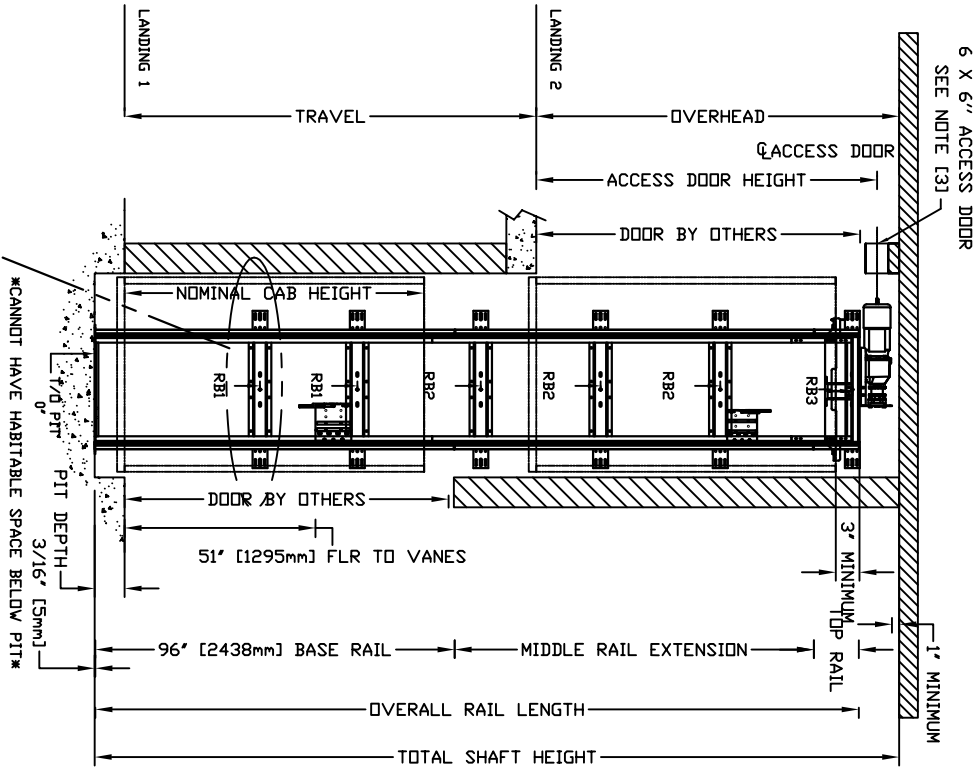 6 X 6" ACCESS DOOR
SEE NOTE [3]
LANDING 1
LANDING 2
TRAVEL
OVERHEAD
℄ACCESS DOOR
ACCESS DOOR HEIGHT
DOOR BY OTHERS
NOMINAL CAB HEIGHT
RB1
RB1
RB2
RB2
RB2
RB3
T/O PIT
0"
DOOR BY OTHERS
51" [1295mm] FLR TO VANES
PIT DEPTH
3/16" [5mm]
*CANNOT HAVE HABITABLE SPACE BELOW PIT*
3" MINIMUM
TOP RAIL
1" MINIMUM
96" [2438mm] BASE RAIL
MIDDLE RAIL EXTENSION
OVERALL RAIL LENGTH
TOTAL SHAFT HEIGHT